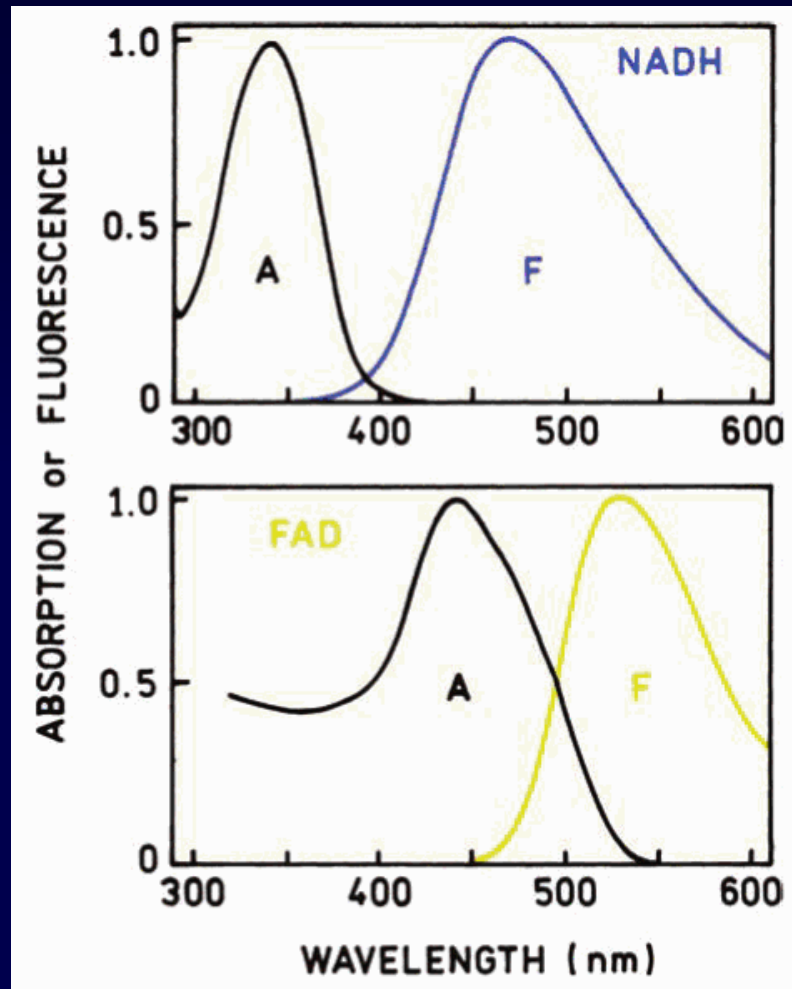 ABSORPTION or FLUORESCENCE
1.0
0.5
0
NADH
A
F
300 400 500 600
1.0
0.5
0
FAD
A
F
300 400 500 600
WAVELENGTH (nm)